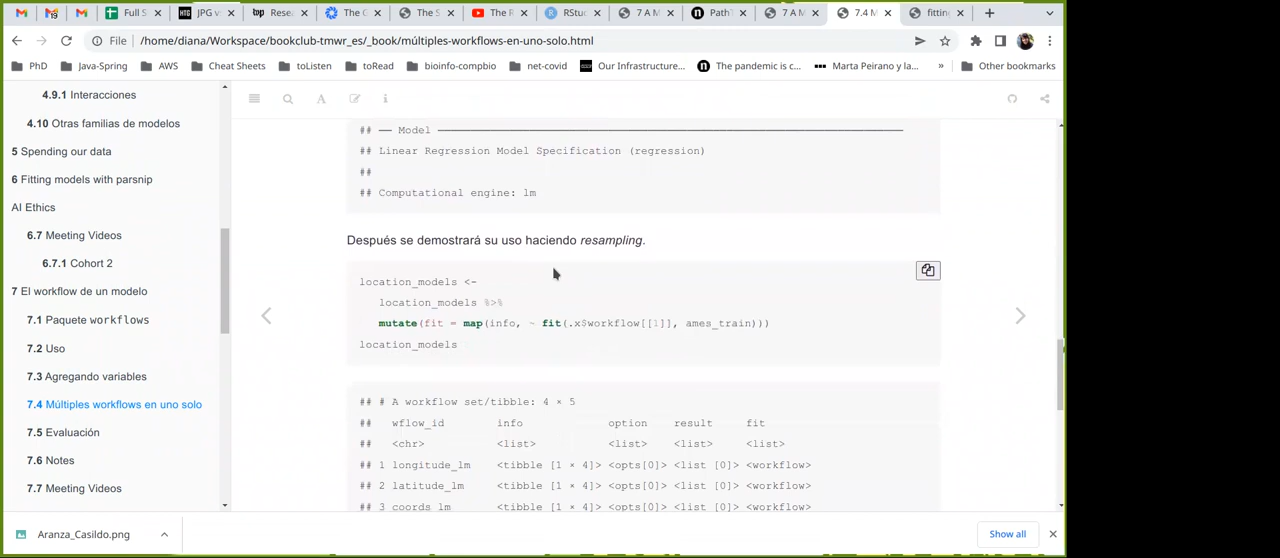 Full S
JPG v
Resea
The G
The S
The R
RStu
7 A M
Path
7 A M
7.4 M
fittin
File
/home/diana/Workspace/bookclub-tmwr_es/_book/múltiples-workflows-en-uno-solo.html
PhD
Java-Spring
AWS
Cheat Sheets
toListen
toRead
bioinfo-compbio
net-covid
Our Infrastructure...
The pandemic is c...
Marta Peirano y la...
»
Other bookmarks
4.9.1 Interacciones
4.10 Otras familias de modelos
5 Spending our data
6 Fitting models with parsnip
AI Ethics
6.7 Meeting Videos
6.7.1 Cohort 2
7 El workflow de un modelo
7.1 Paquete workflows
7.2 Uso
7.3 Agregando variables
7.4 Múltiples workflows en uno solo
7.5 Evaluación
7.6 Notes
7.7 Meeting Videos
## ── Model ────────────────────────────────
## Linear Regression Model Specification (regression)
##
## Computational engine: lm
Después se demostrará su uso haciendo resampling.
location_models <-
location_models %>%
mutate(fit = map(info, ~ fit(.x$workflow[[1]], ames_train)))
location_models
## # A workflow set/tibble: 4 × 5
## wflow_id info option result fit
## <chr> <list> <list> <list> <list>
## 1 longitude_lm <tibble [1 × 4]> <opts[0]> <list [0]> <workflow>
## 2 latitude_lm <tibble [1 × 4]> <opts[0]> <list [0]> <workflow>
## 3 coords_lm <tibble [1 × 4]> <opts[0]> <list [0]> <workflow>
Aranza_Casildo.png
Show all